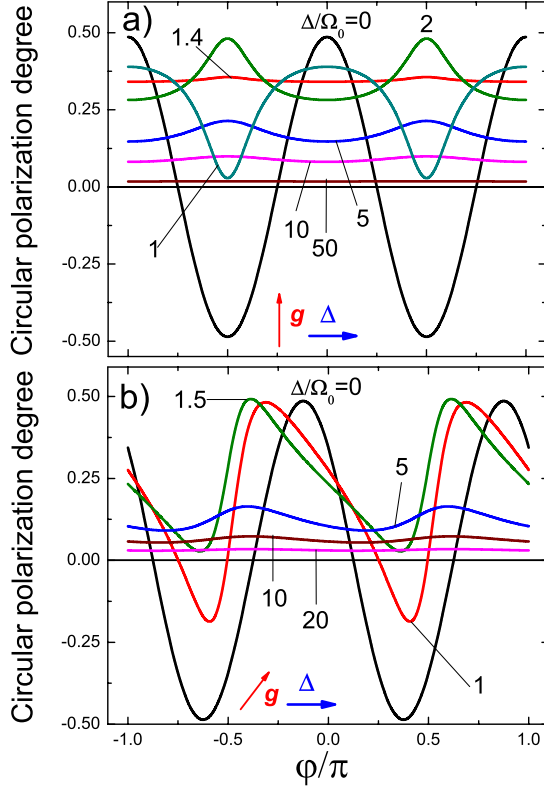 a)
Δ/Ω₀=0
2
1.4
0.50
0.25
0.00
-0.25
-0.50
Circular polarization degree
1
10
50
5
g Δ
b)
Δ/Ω₀=0
1.5
5
0.50
0.25
0.00
-0.25
-0.50
Circular polarization degree
10
20
1
g Δ
-1.0 -0.5 0.0 0.5 1.0
φ/π